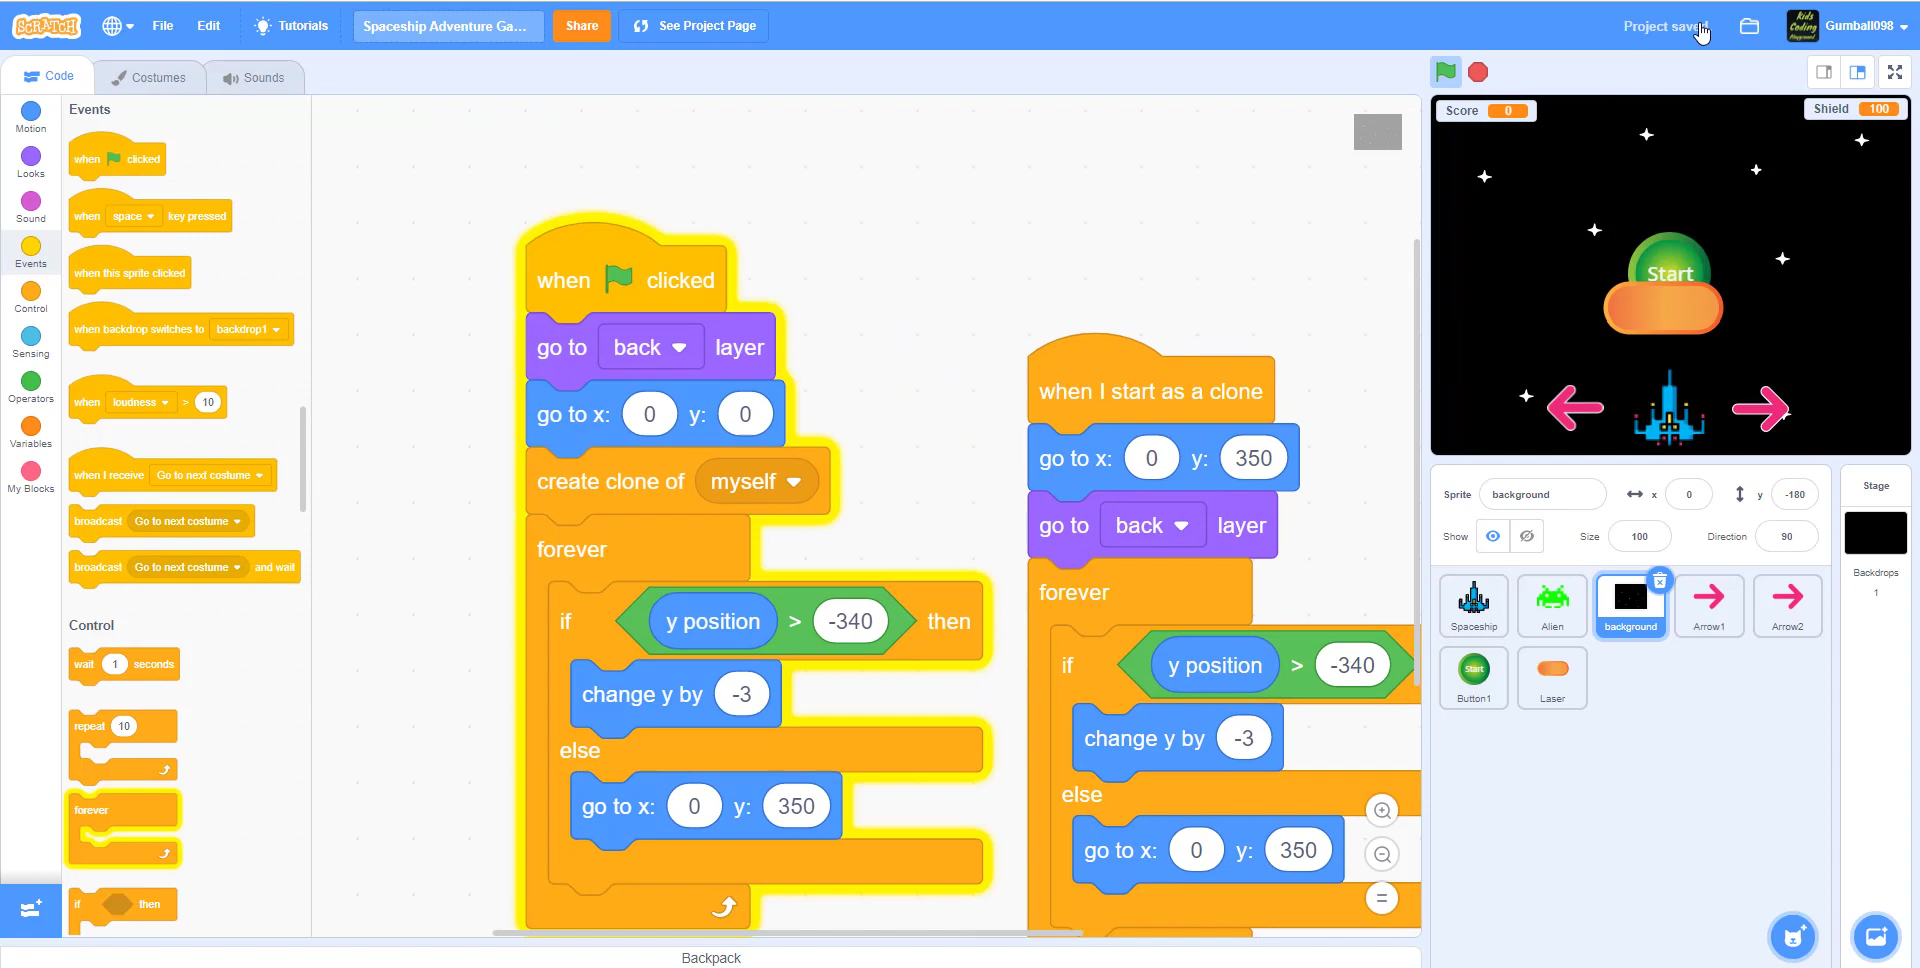 SCRATCH
File
Edit
Tutorials
Spaceship Adventure Ga...
Share
See Project Page
Project saved
Kids
Coding
Playground
Gumball098
Code
Costumes
Sounds
Motion
Looks
Sound
Events
Control
Sensing
Operators
Variables
My Blocks
Events
when clicked
when space key pressed
when this sprite clicked
when backdrop switches to backdrop1
when loudness > 10
when I receive Go to next costume
broadcast Go to next costume
broadcast Go to next costume and wait
Control
wait 1 seconds
repeat 10
forever
if then
when clicked
go to back layer
go to x: 0 y: 0
create clone of myself
forever
if y position > -340 then
change y by -3
else
go to x: 0 y: 350
when I start as a clone
go to x: 0 y: 350
go to back layer
forever
if y position > -340
change y by -3
else
go to x: 0 y: 350
Backpack
Score 0
Shield 100
Start
Sprite background x 0 y -180
Show Size 100 Direction 90
Spaceship
Alien
background
Arrow1
Arrow2
Start
Button1
Laser
Stage
Backdrops
1